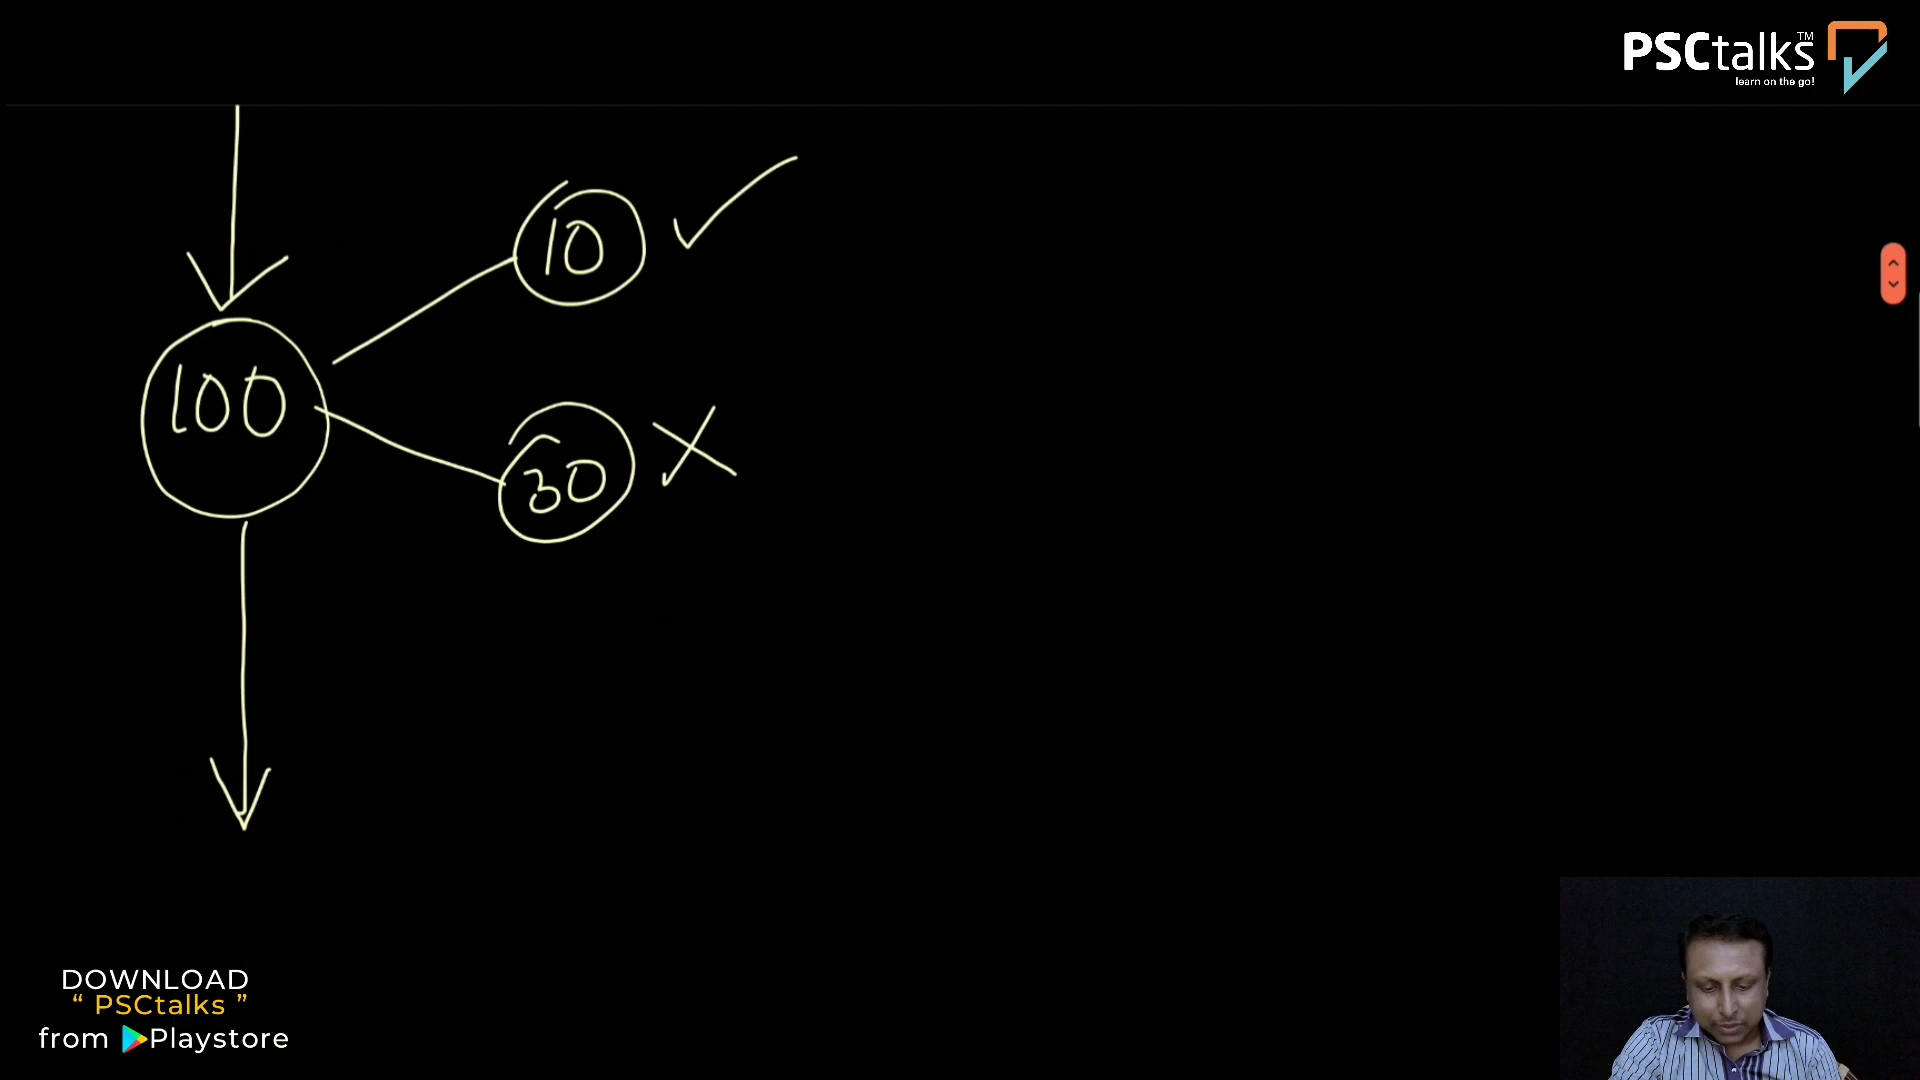 PSCtalks™
learn on the go!
10
100
30
DOWNLOAD
“ PSCtalks ”
from Playstore